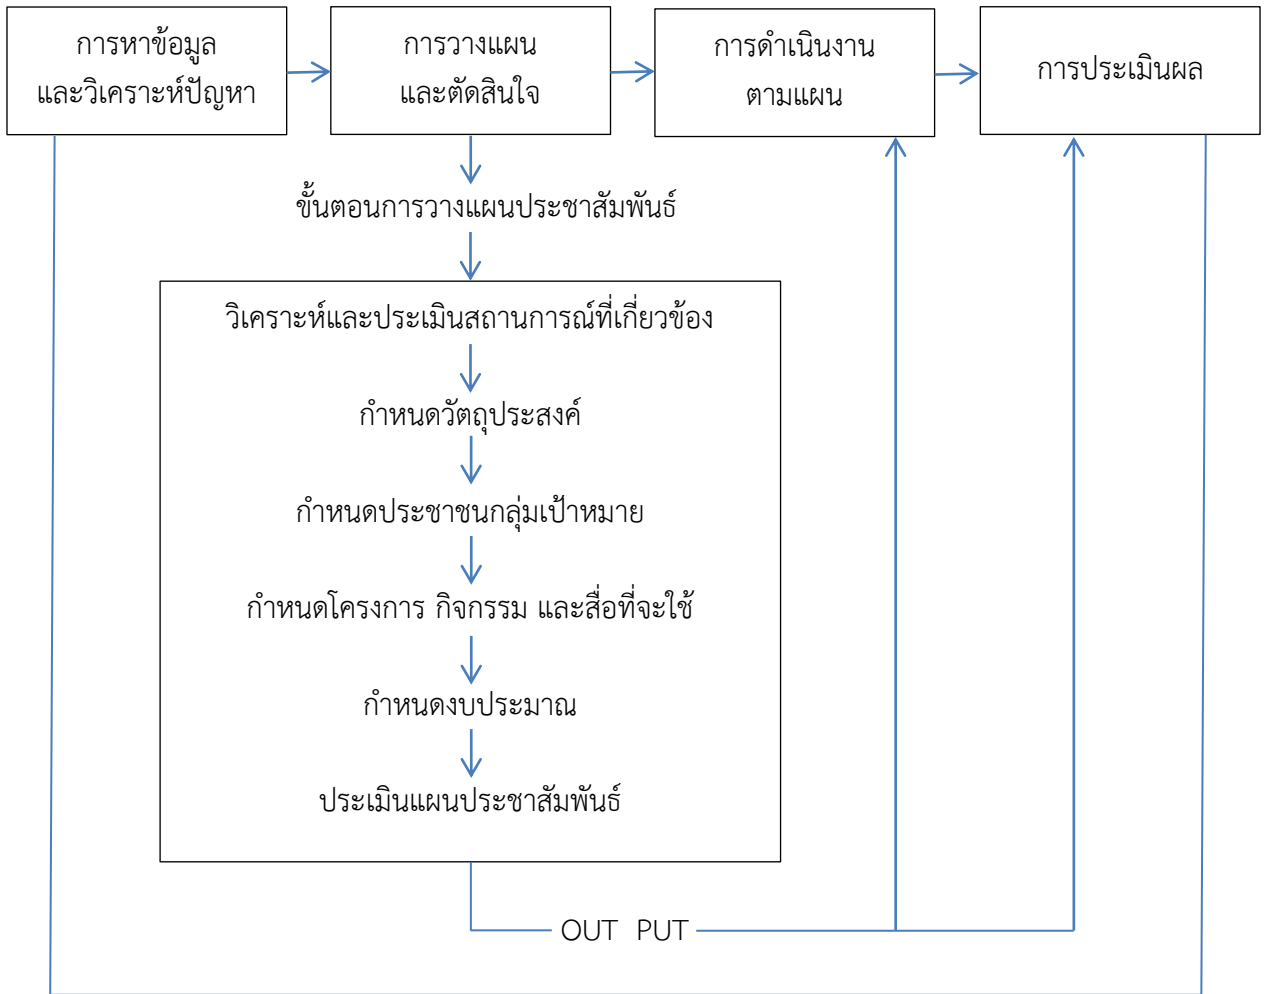 การหาข้อมูล
และวิเคราะห์ปัญหา
การวางแผน
และตัดสินใจ
การดำเนินงาน
ตามแผน
การประเมินผล
ขั้นตอนการวางแผนประชาสัมพันธ์
วิเคราะห์และประเมินสถานการณ์ที่เกี่ยวข้อง
กำหนดวัตถุประสงค์
กำหนดประชาชนกลุ่มเป้าหมาย
กำหนดโครงการ กิจกรรม และสื่อที่จะใช้
กำหนดงบประมาณ
ประเมินแผนประชาสัมพันธ์
OUT PUT